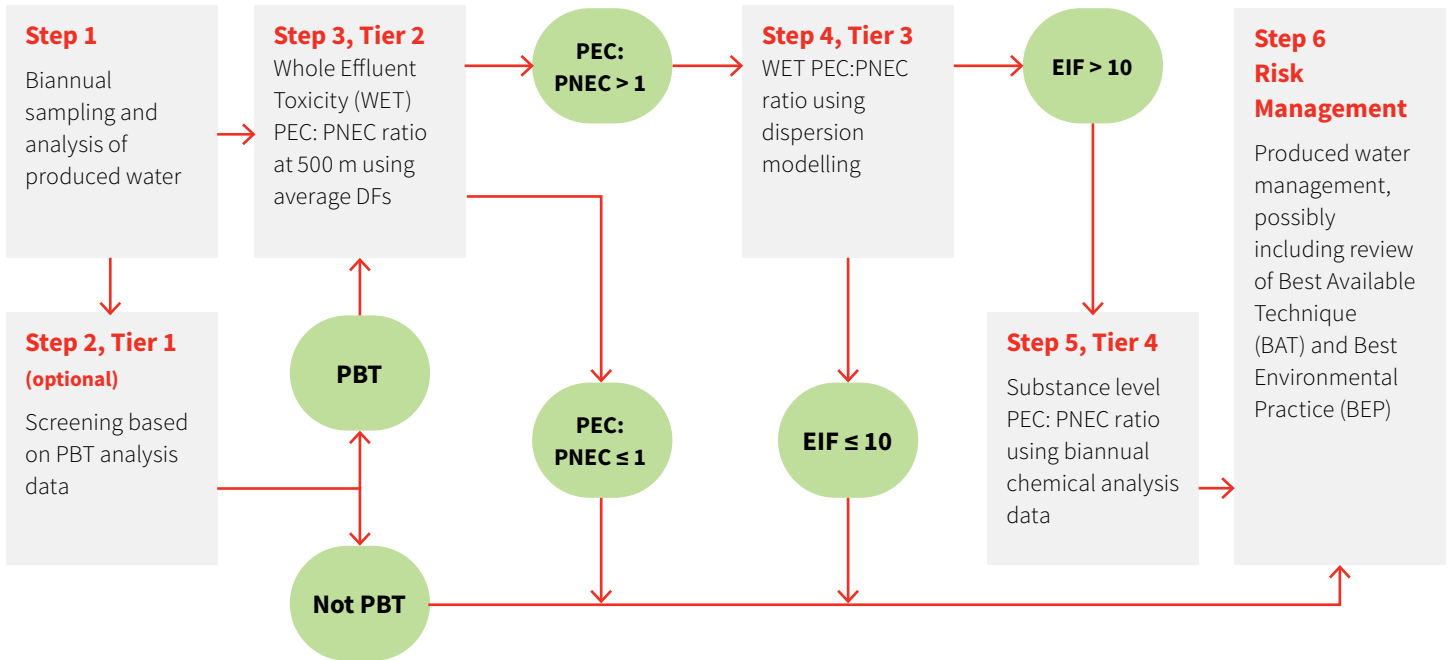 Step 1
Biannual
sampling and
analysis of
produced water
Step 2, Tier 1
(optional)
Screening based
on PBT analysis
data
Step 3, Tier 2
Whole Effluent
Toxicity (WET)
PEC: PNEC ratio
at 500 m using
average DFs
PBT
Not PBT
PEC:
PNEC > 1
PEC:
PNEC ≤ 1
Step 4, Tier 3
WET PEC:PNEC
ratio using
dispersion
modelling
EIF > 10
EIF ≤ 10
Step 5, Tier 4
Substance level
PEC: PNEC ratio
using biannual
chemical analysis
data
Step 6
Risk
Management
Produced water
management,
possibly
including review
of Best Available
Technique
(BAT) and Best
Environmental
Practice (BEP)